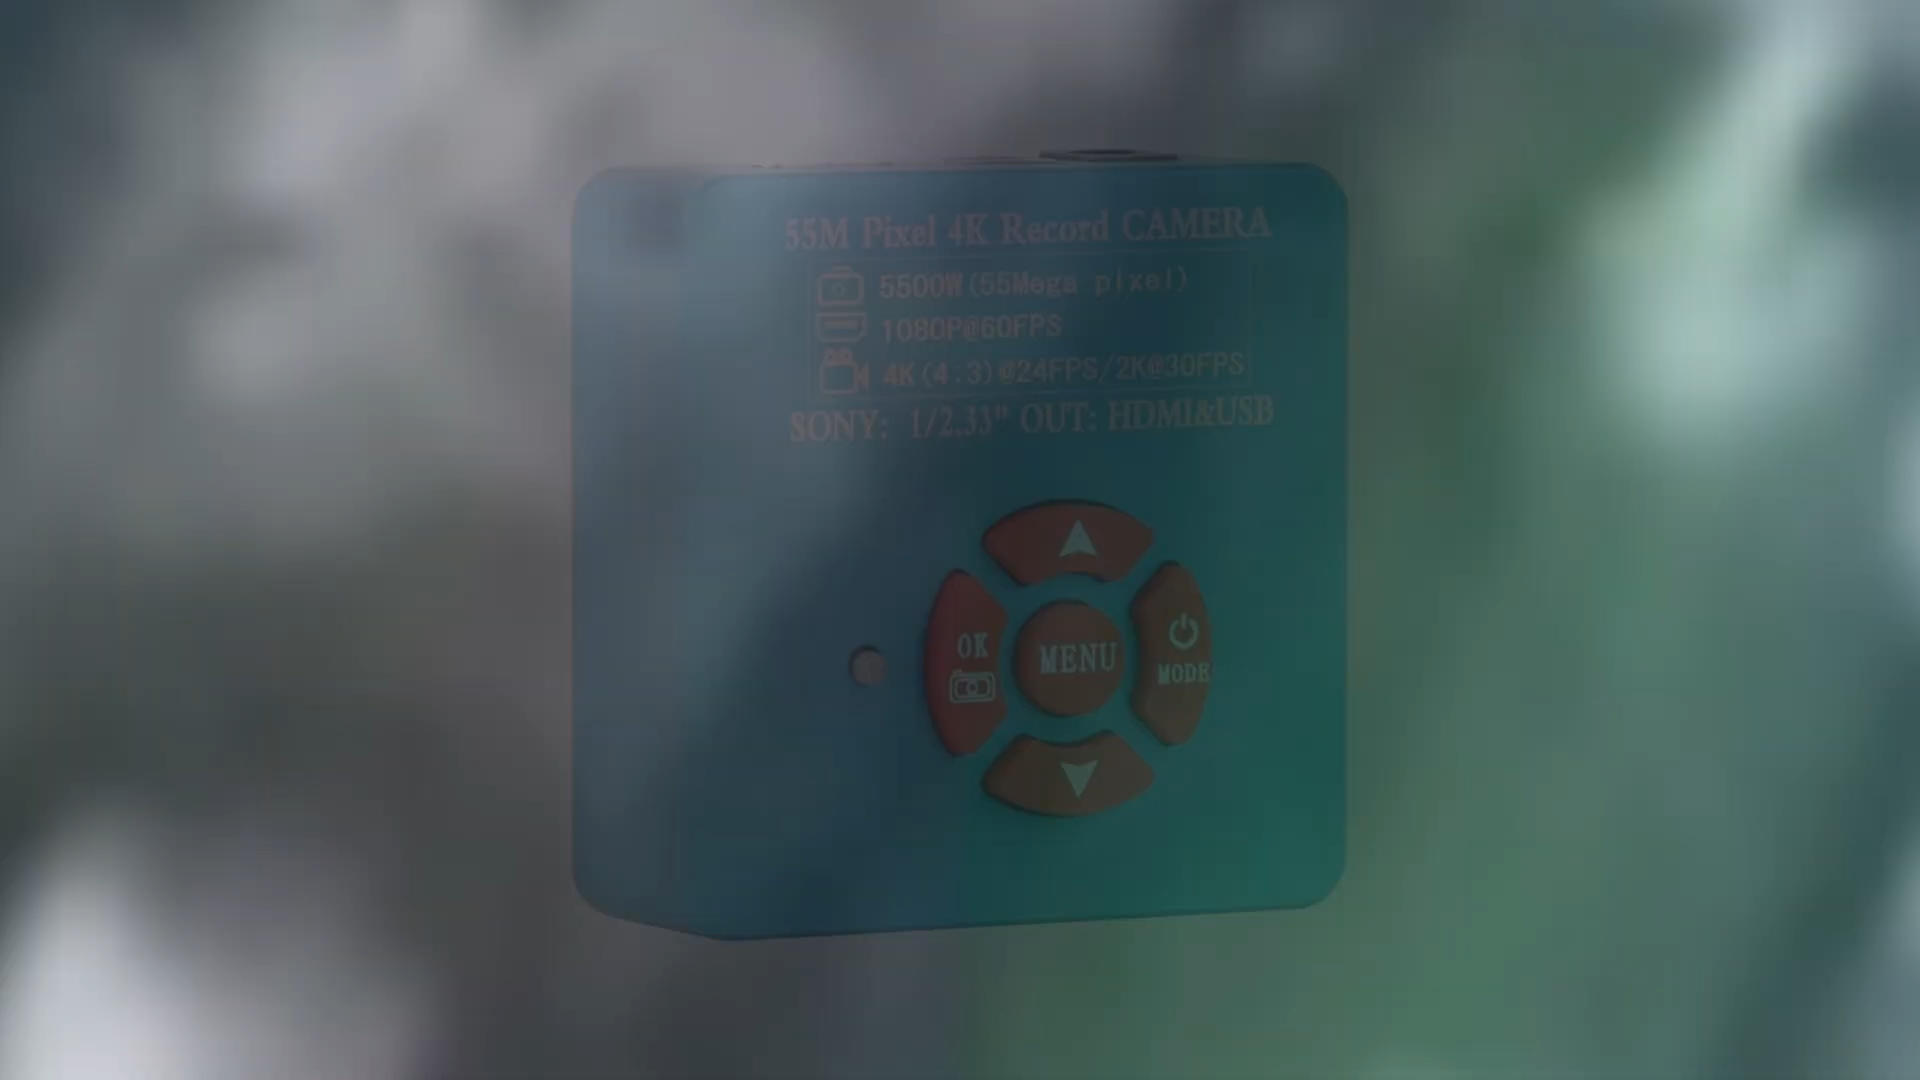 55M Pixel 4K Record CAMERA
5500W(55Mega pixel)
1080P@60FPS
4K(4:3)@24FPS/2K@30FPS
SONY: 1/2.33" OUT: HDMI&USB
OK
MENU
MODE